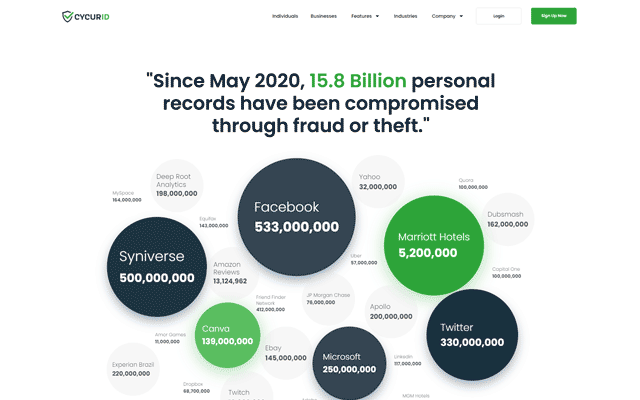 CYCURID
Individuals
Businesses
Features
Industries
Company
Login
Sign Up Now
"Since May 2020, 15.8 Billion personal
records have been compromised
through fraud or theft."
Deep Root
Analytics
198,000,000
MySpace
164,000,000
Facebook
533,000,000
Yahoo
32,000,000
Quora
100,000,000
Dubsmash
162,000,000
Equifax
143,000,000
Syniverse
500,000,000
Marriott Hotels
5,200,000
Amazon
Reviews
13,124,962
Uber
57,000,000
Capital One
100,000,000
Friend Finder
Network
412,000,000
JP Morgan Chase
76,000,000
Apollo
200,000,000
Canva
139,000,000
Twitter
330,000,000
Armor Games
11,000,000
Ebay
145,000,000
Microsoft
250,000,000
LinkedIn
117,000,000
Experian Brazil
220,000,000
Dropbox
68,700,000
Twitch
MGM Hotels